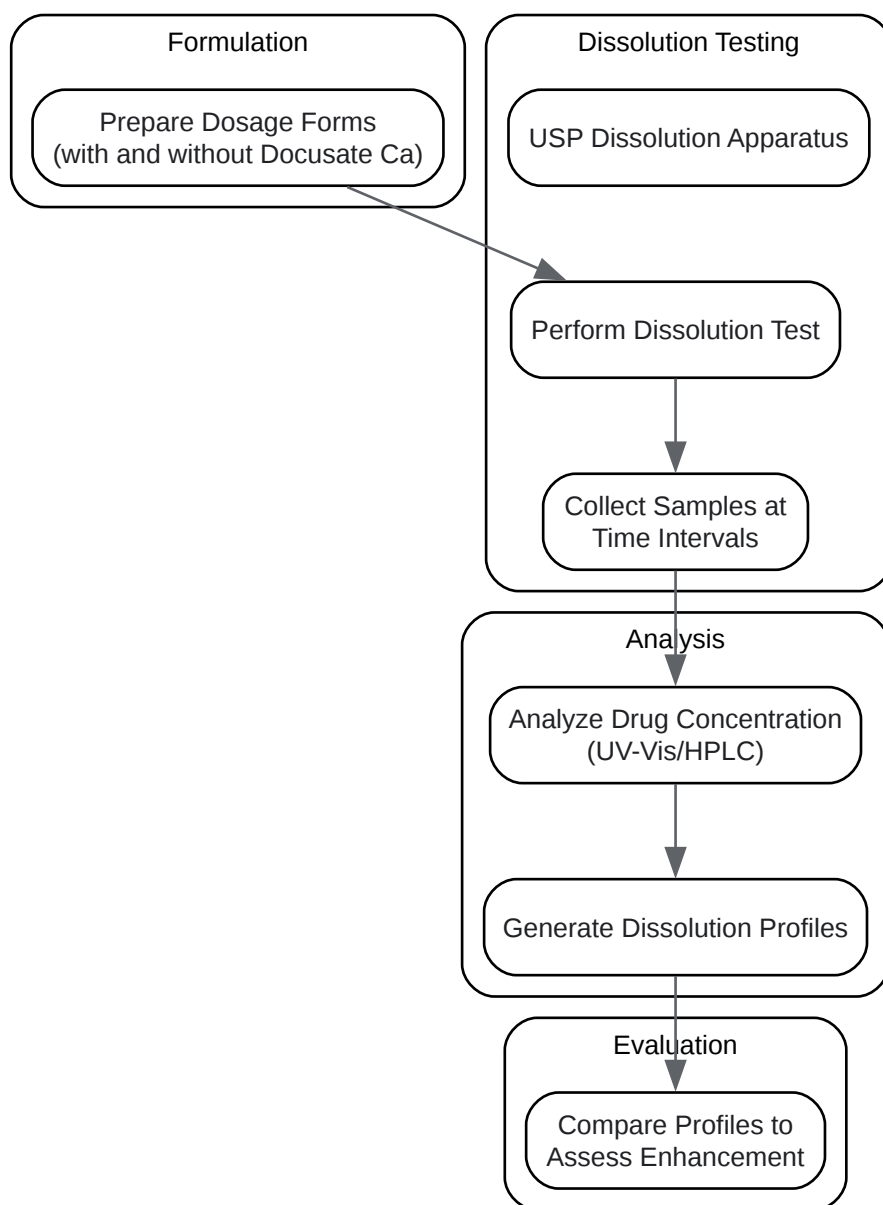 Formulation
Prepare Dosage Forms
(with and without Docusate Ca)
Dissolution Testing
USP Dissolution Apparatus
Perform Dissolution Test
Collect Samples at
Time Intervals
Analysis
Analyze Drug Concentration
(UV-Vis/HPLC)
Generate Dissolution Profiles
Evaluation
Compare Profiles to
Assess Enhancement